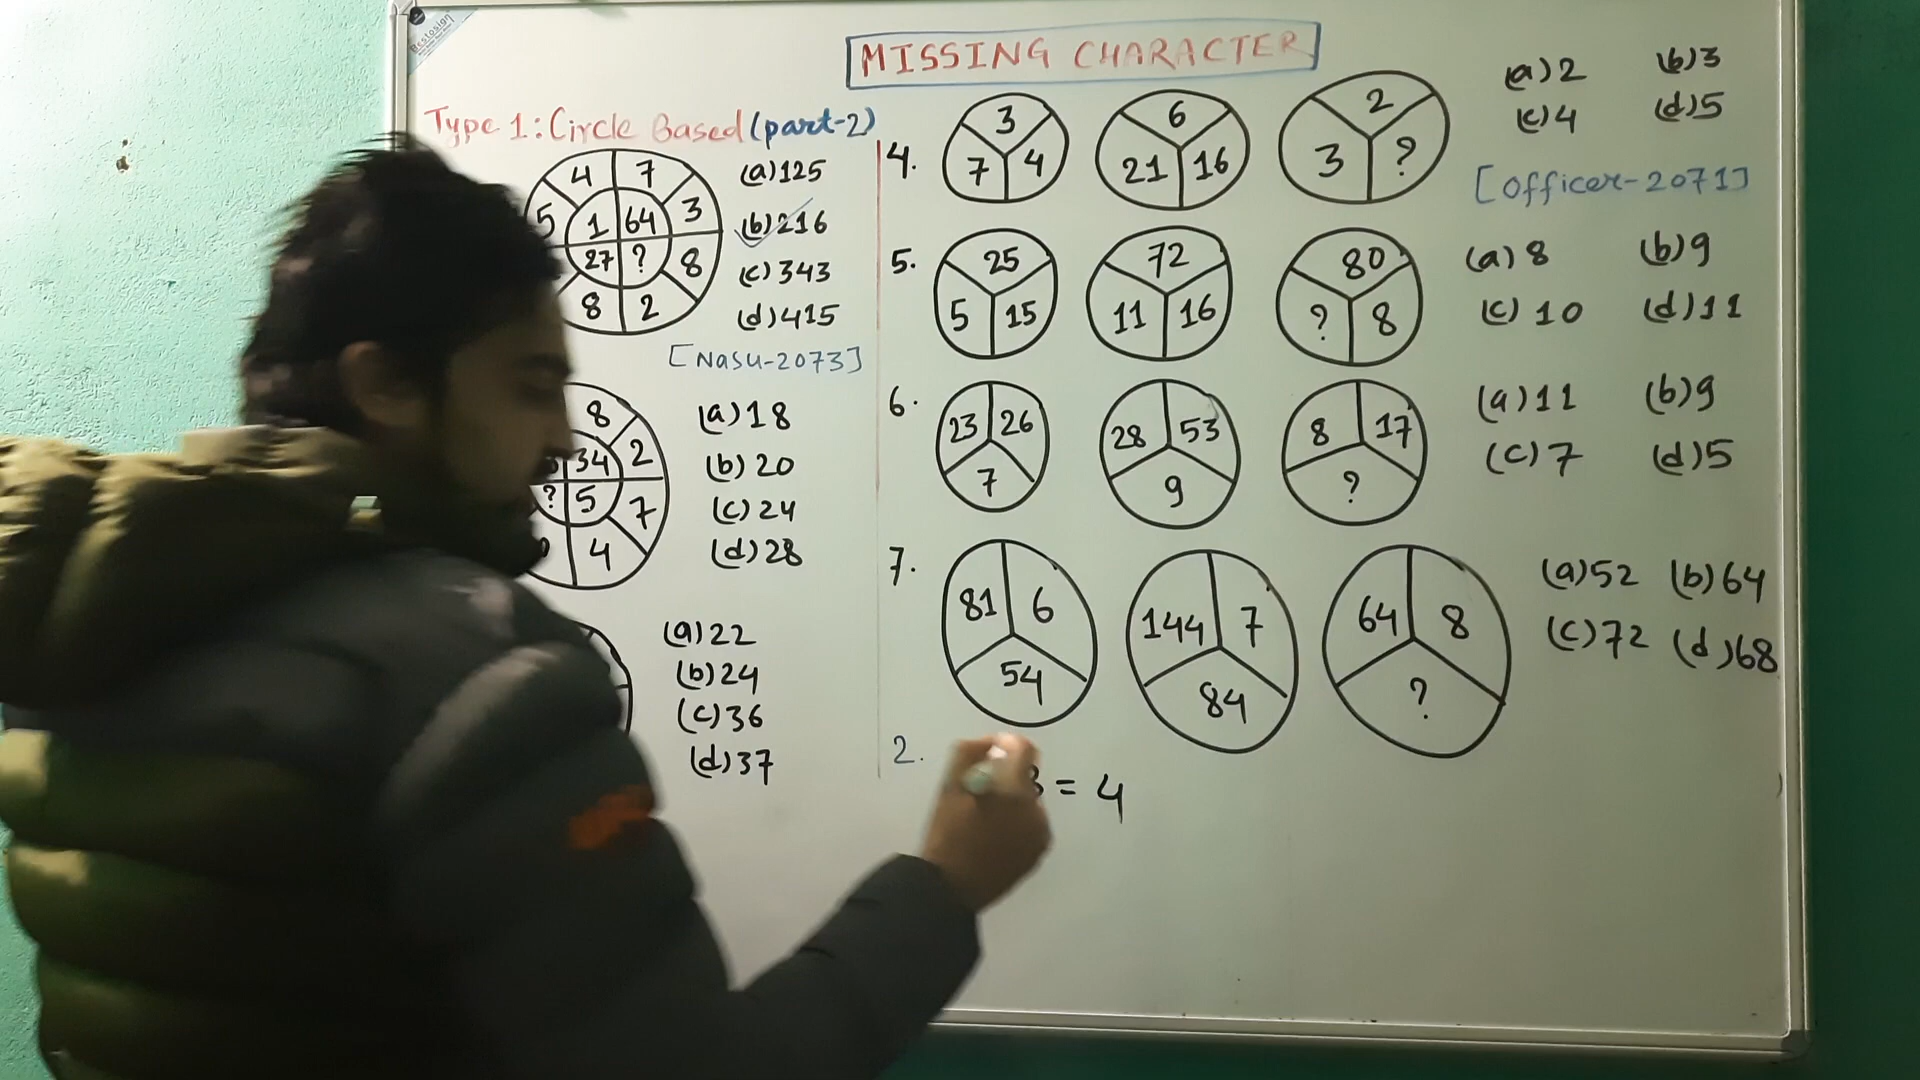 Bestosign
MISSING CHARACTER
Type 1: Circle Based (part-2)
4 7
5 1 64 3
27 ? 8
8 2
(a) 125
(b) 216
(c) 343
(d) 415
[Nasu-2073]
8
34 2
? 5 7
4
(a) 18
(b) 20
(c) 24
(d) 28
(a) 22
(b) 24
(c) 36
(d) 37
4.
3
7 4
6
21 16
2
3 ?
(a) 2 (b) 3
(c) 4 (d) 5
[Officer-2071]
5.
25
5 15
72
11 16
80
? 8
(a) 8 (b) 9
(c) 10 (d) 11
6.
23 26
7
28 53
9
8 17
?
(a) 11 (b) 9
(c) 7 (d) 5
7.
81 6
54
144 7
84
64 8
?
(a) 52 (b) 64
(c) 72 (d) 68
2.
= 4